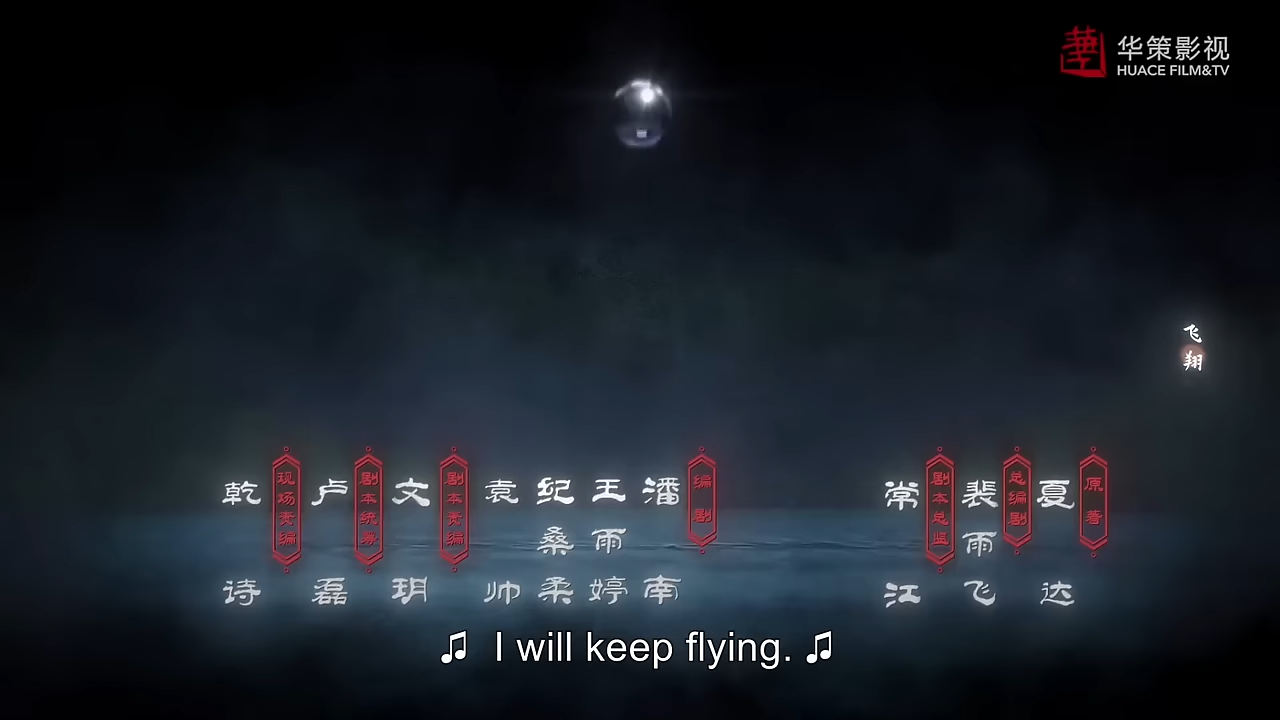 華
华策影视
HUACE FILM&TV
飞翔
原著
夏达
总编剧
裴雨飞
剧本总监
常江
编剧
潘南
王雨婷
纪桑柔
袁帅
剧本责编
文玥
剧本统筹
卢磊
现场责编
乾诗
♫ I will keep flying. ♫